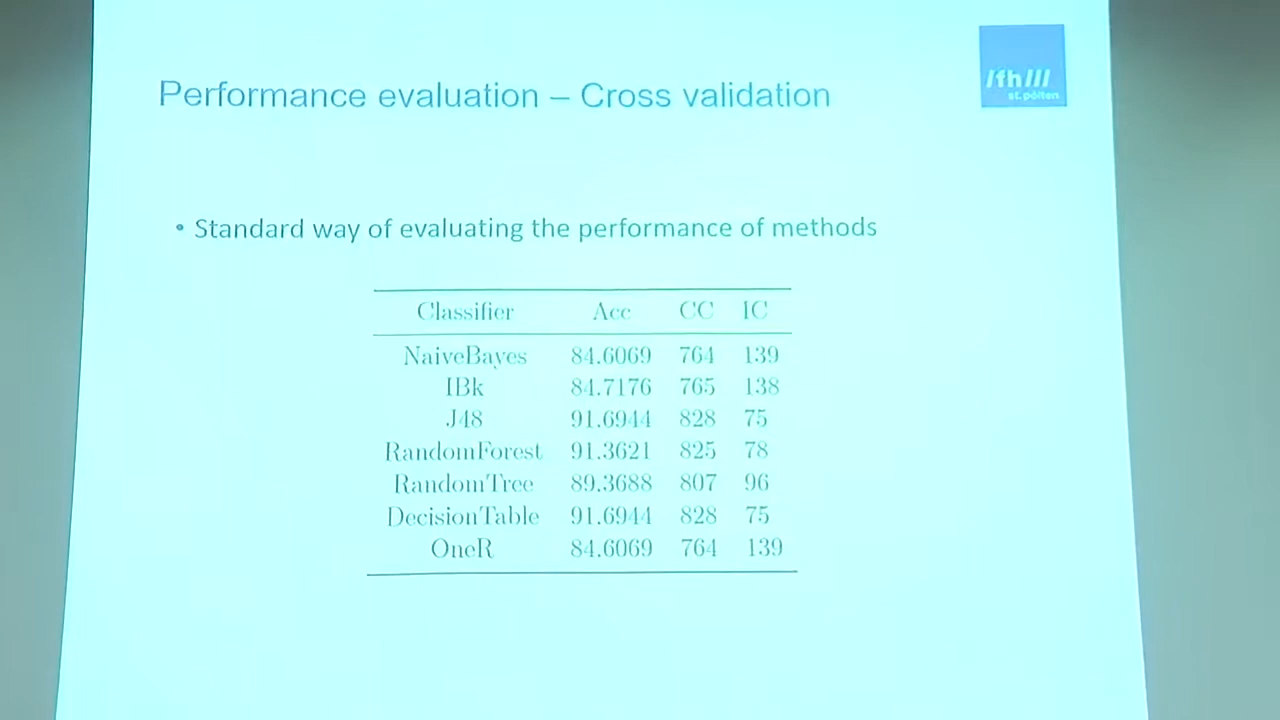 Performance evaluation – Cross validation
/fh///
st.pölten
• Standard way of evaluating the performance of methods
Classifier Acc CC IC
NaiveBayes 84.6069 764 139
IBk 84.7176 765 138
J48 91.6944 828 75
RandomForest 91.3621 825 78
RandomTree 89.3688 807 96
DecisionTable 91.6944 828 75
OneR 84.6069 764 139